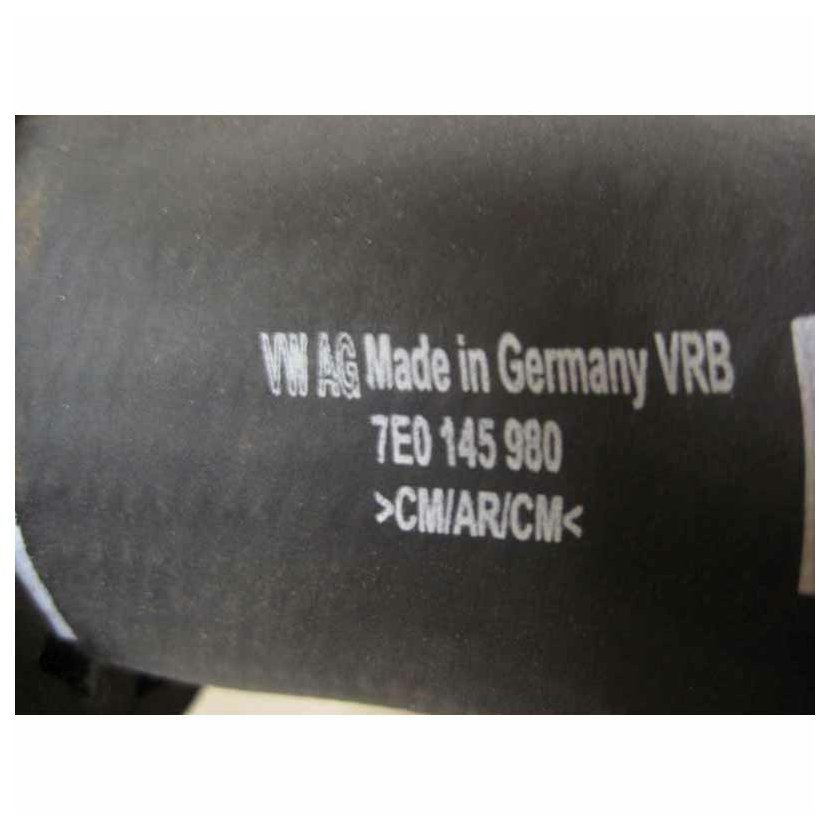 VW AG Made in Germany VRB
7E0 145 980
>CM/AR/CM<